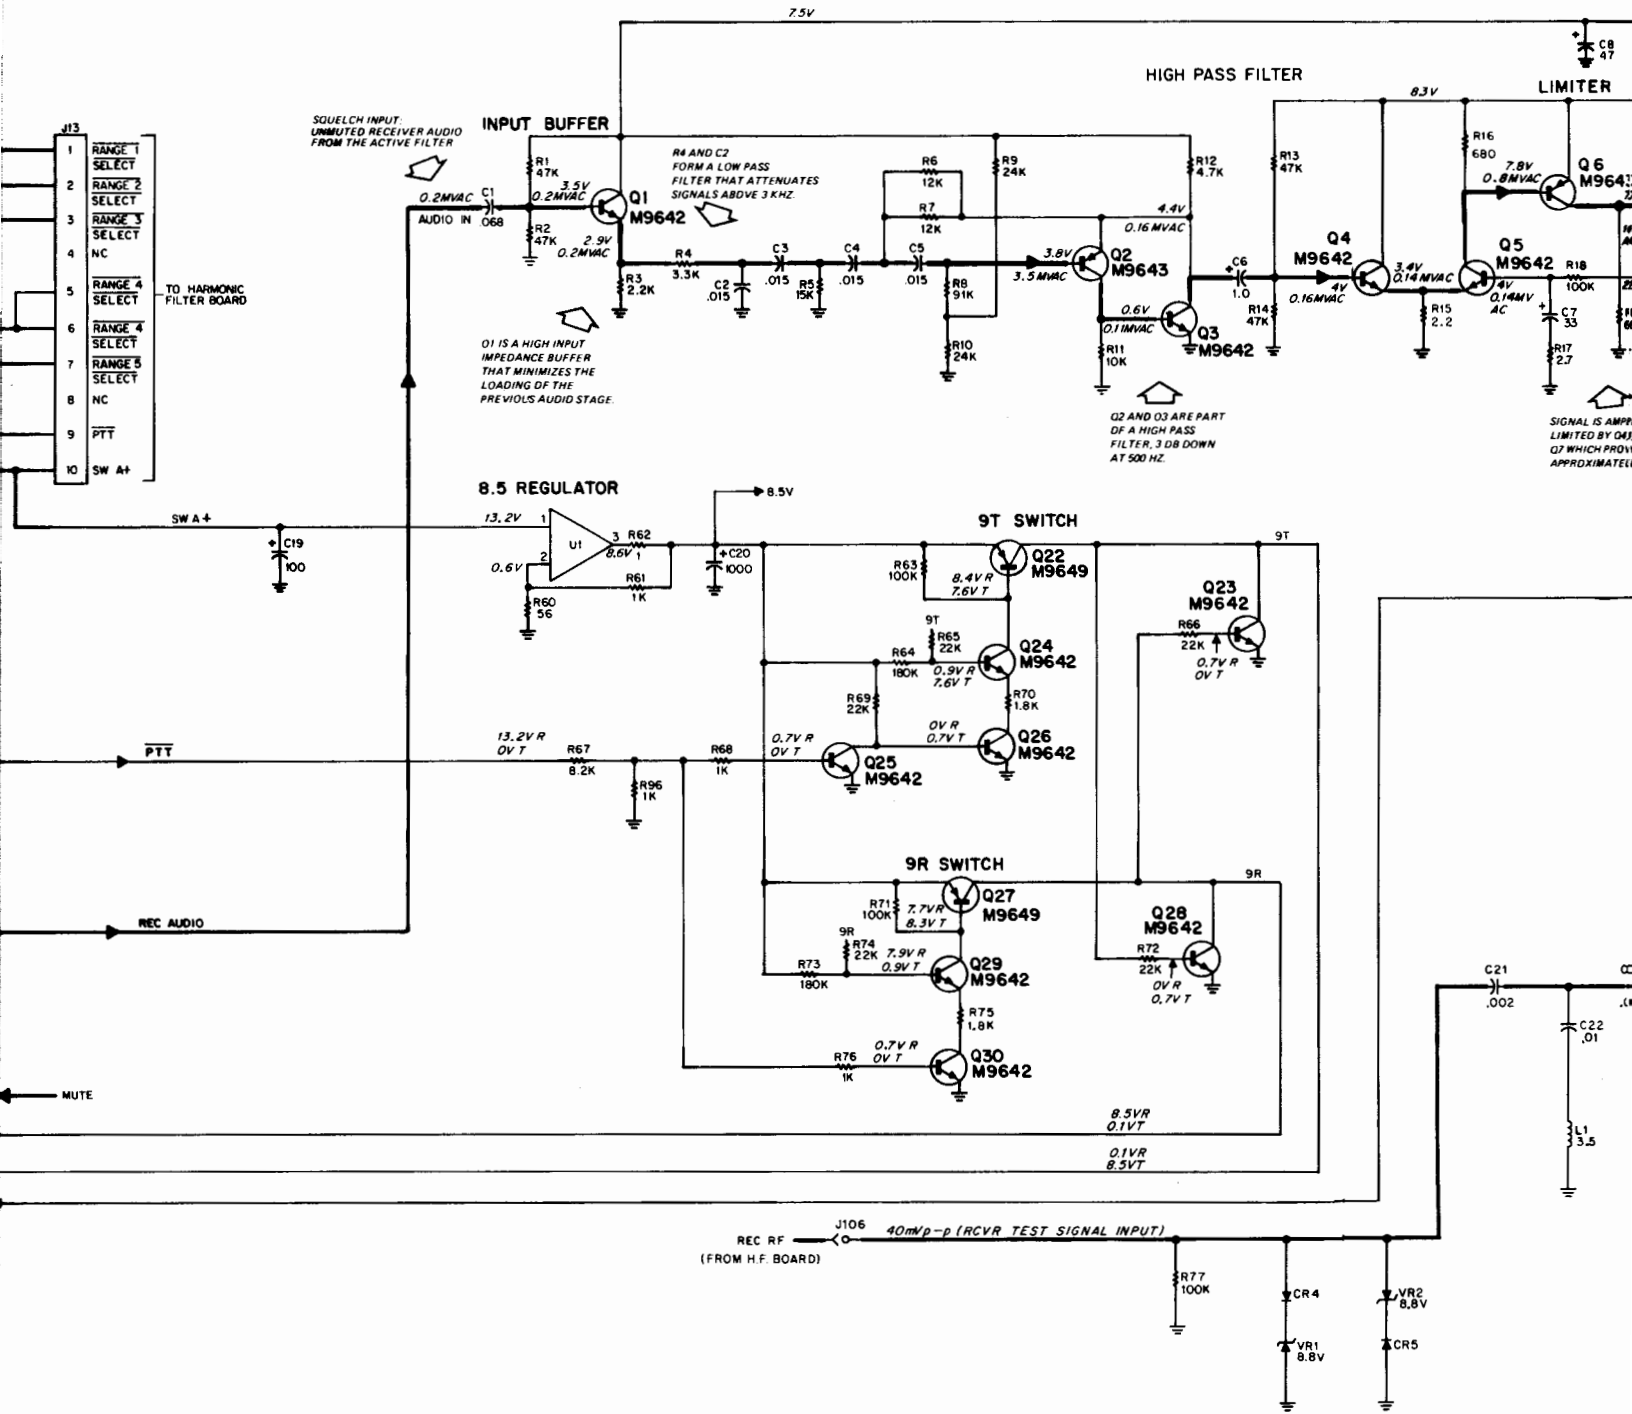 7.5V
+ C8
47
HIGH PASS FILTER
8.3V
LIMITER
J13
1 RANGE 1
SELECT
2 RANGE 2
SELECT
3 RANGE 3
SELECT
4 NC
5 RANGE 4
SELECT
6 RANGE 4
SELECT
7 RANGE 5
SELECT
8 NC
9 PTT
10 SW A+
TO HARMONIC
FILTER BOARD
SQUELCH INPUT:
UNMUTED RECEIVER AUDIO
FROM THE ACTIVE FILTER
INPUT BUFFER
0.2MVAC
AUDIO IN
C1
.068
R1
47K
3.5V
0.2MVAC
R2
47K
Q1
M9642
2.9V
0.2MVAC
R3
2.2K
R4 AND C2
FORM A LOW PASS
FILTER THAT ATTENUATES
SIGNALS ABOVE 3 KHZ.
R4
3.3K
C2
.015
C3
.015
R5
15K
C4
.015
R6
12K
R7
12K
C5
.015
R8
91K
R9
24K
R10
24K
3.8V
3.5MVAC
Q2
M9643
4.4V
0.16MVAC
R12
4.7K
0.6V
0.11MVAC
R11
10K
Q3
M9642
+ C6
1.0
R13
47K
R14
47K
Q4
M9642
4V
0.16MVAC
3.4V
0.14MVAC
R15
2.2
R16
680
7.8V
0.8MVAC
Q6
Q5
M9642
4V
0.14MV
AC
R18
100K
+ C7
33
R17
2.7
Q1 IS A HIGH INPUT
IMPEDANCE BUFFER
THAT MINIMIZES THE
LOADING OF THE
PREVIOUS AUDIO STAGE.
Q2 AND Q3 ARE PART
OF A HIGH PASS
FILTER, 3 DB DOWN
AT 500 HZ.
SIGNAL IS
LIMITED BY
Q7 WHICH
8.5 REGULATOR
SW A+
13.2V
+ C19
100
1
U1
2
3
8.6V
0.6V
R62
1
R61
1K
R60
56
8.5V
+ C20
1000
9T SWITCH
R63
100K
Q22
M9649
8.4V R
7.6V T
9T
9T
R65
22K
R64
180K
0.9V R
7.6V T
Q24
M9642
R69
22K
R70
1.8K
0V R
0.7V T
Q26
M9642
Q23
M9642
R66
22K
0.7V R
0V T
PTT
13.2V R
0V T
R67
8.2K
R96
1K
R68
1K
0.7V R
0V T
Q25
M9642
9R SWITCH
9R
R71
100K
7.7VR
8.3V T
Q27
M9649
9R
R74
22K
R73
180K
7.9V R
0.9V T
Q29
M9642
R75
1.8K
R76
1K
0.7V R
0V T
Q30
M9642
Q28
M9642
R72
22K
0V R
0.7V T
REC AUDIO
MUTE
8.5VR
0.1VT
0.1VR
8.5VT
C21
.002
C22
.01
L1
3.5
REC RF
(FROM H.F. BOARD)
J106
40mVp-p (RCVR TEST SIGNAL INPUT)
R77
100K
CR4
VR1
8.8V
VR2
8.8V
CR5